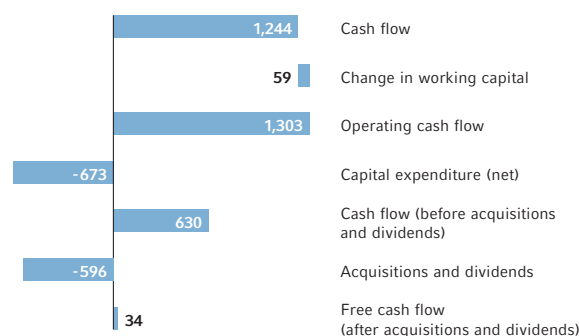 1,244 Cash flow
59 Change in working capital
1,303 Operating cash flow
-673 Capital expenditure (net)
630 Cash flow (before acquisitions
and dividends)
-596 Acquisitions and dividends
34 Free cash flow
(after acquisitions and dividends)